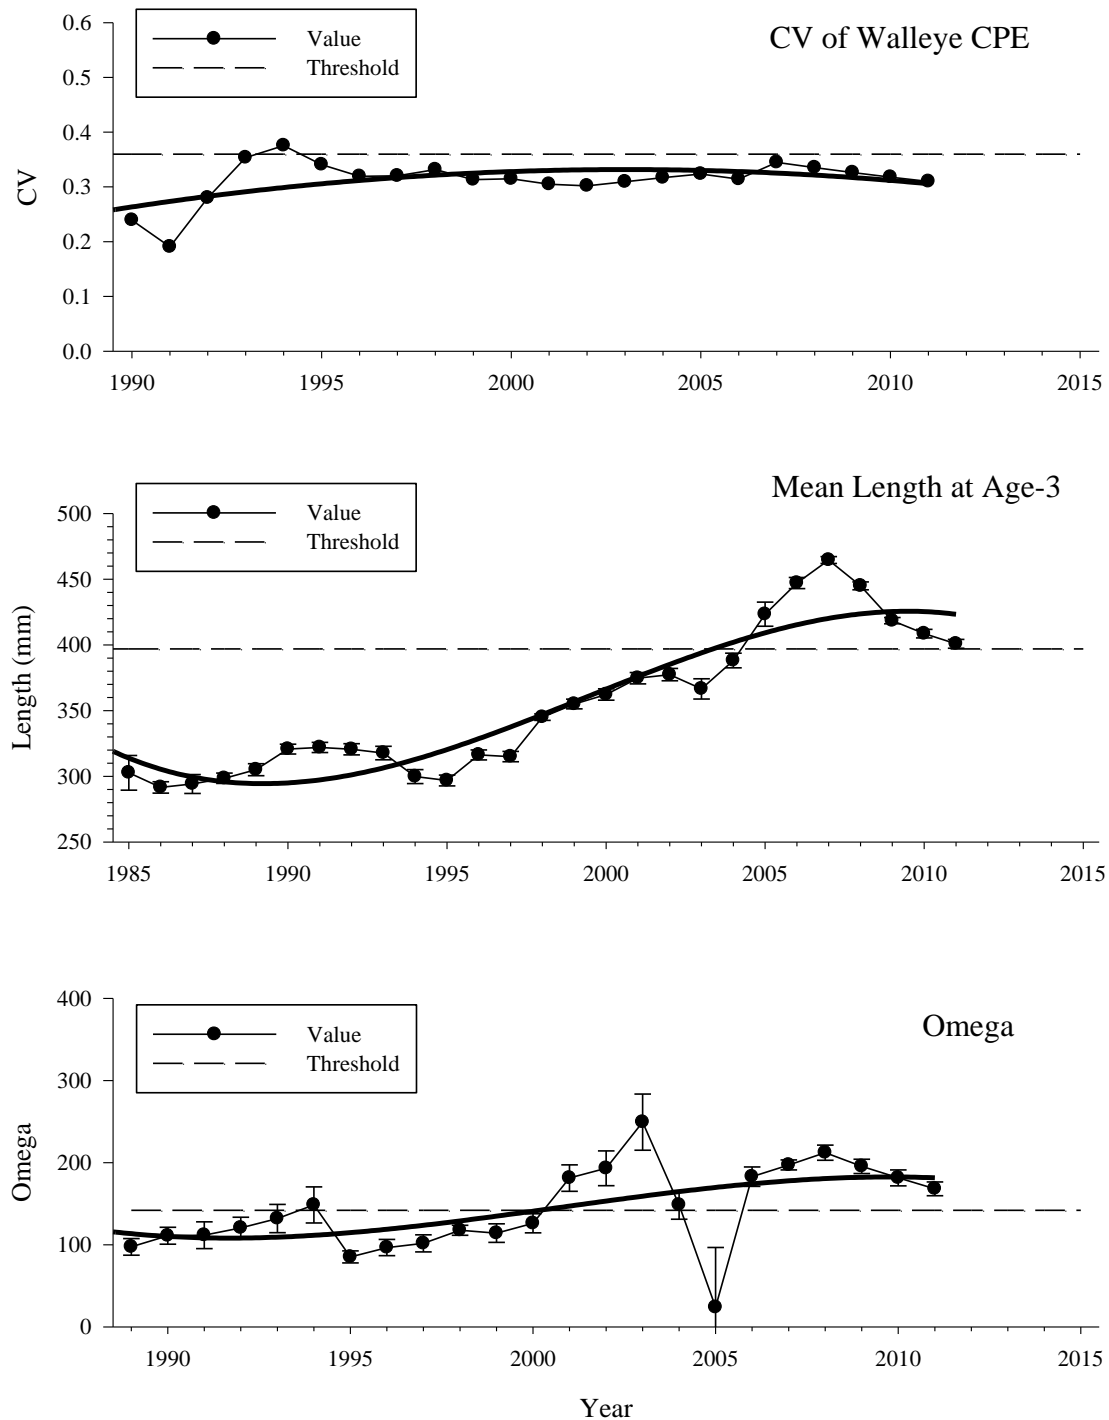 CV of Walleye CPE
Value
Threshold
CV
0.6
0.5
0.4
0.3
0.2
0.1
0.0
1990 1995 2000 2005 2010 2015
Mean Length at Age-3
Value
Threshold
Length (mm)
500
450
400
350
300
250
1985 1990 1995 2000 2005 2010 2015
Omega
Value
Threshold
Omega
400
300
200
100
0
1990 1995 2000 2005 2010 2015
Year